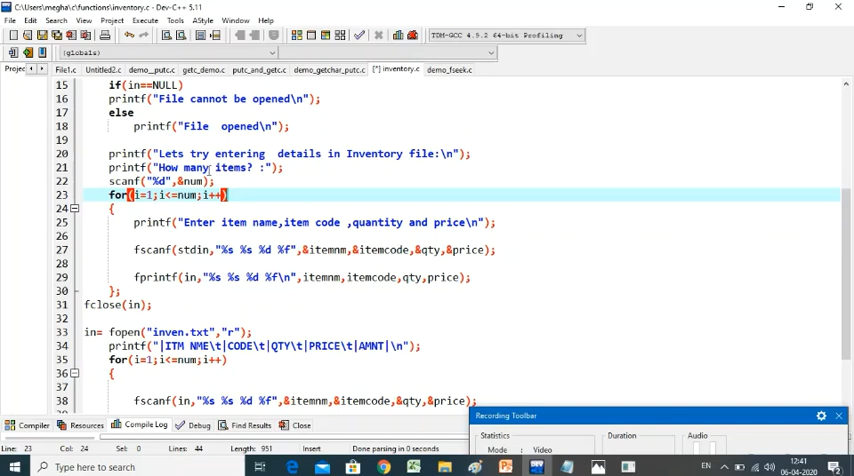 C:\Users\megha\c\functions\inventory.c - Dev-C++ 5.11
File Edit Search View Project Execute Tools AStyle Window Help
TDM-GCC 4.9.2 64-bit Profiling
(globals)
Projec File1.c Untitled2.c demo__putc.c getc_demo.c putc_and_getc.c demo_getchar_putc.c [*] inventory.c demo_fseek.c
15 if(in==NULL)
16 printf("File cannot be opened\n");
17 else
18 printf("File  opened\n");
20 printf("Lets try entering  details in Inventory file:\n");
21 printf("How many items? :");
22 scanf("%d",&num);
23 for(i=1;i<=num;i++)
24 {
25 printf("Enter item name,item code ,quantity and price\n");
27 fscanf(stdin,"%s %s %d %f",&itemnm,&itemcode,&qty,&price);
28
29 fprintf(in,"%s %s %d %f\n",itemnm,itemcode,qty,price);
30 };
31 fclose(in);
32
33 in= fopen("inven.txt","r");
34 printf("|ITM NME\t|CODE\t|QTY\t|PRICE\t|AMNT|\n");
35 for(i=1;i<=num;i++)
36 {
37
38 fscanf(in,"%s %s %d %f",&itemnm,&itemcode,&qty,&price);
Compiler Resources Compile Log Debug Find Results Close
Recording Toolbar
Statistics Duration Audio
Mode : Video
Line: 23 Col: 24 Sel: 0 Lines: 44 Length: 951 Insert Done parsing in 0 seconds
Type here to search
EN
12:41
06-04-2020